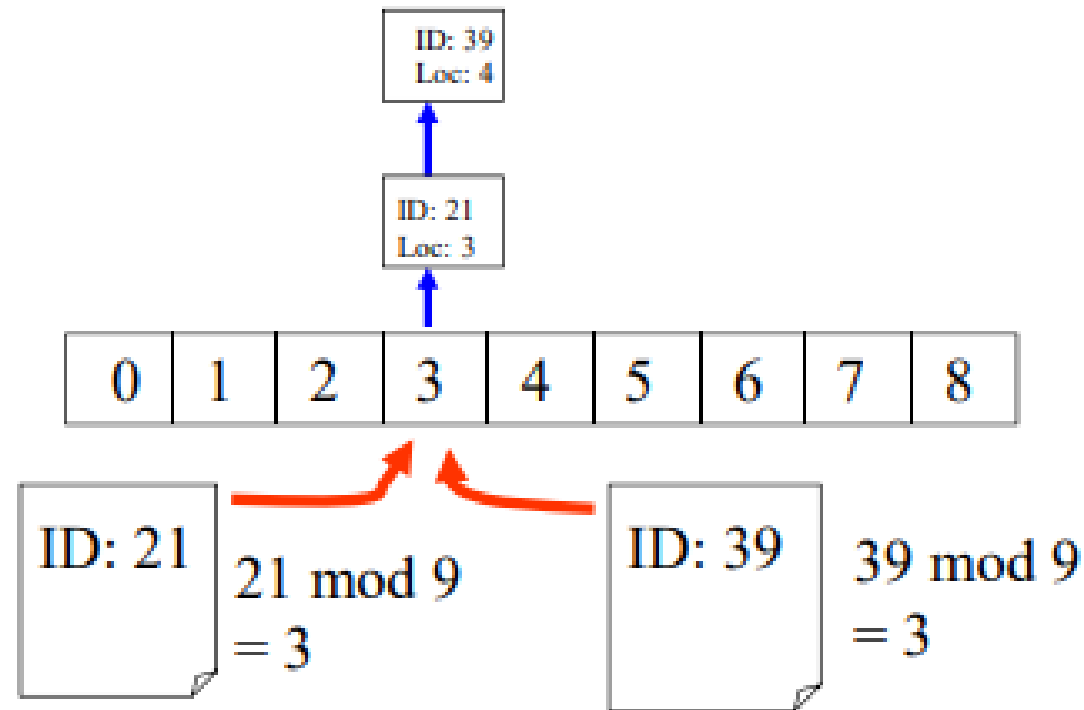 ID: 39
Loc: 4
ID: 21
Loc: 3
0 1 2 3 4 5 6 7 8
ID: 21
21 mod 9
= 3
ID: 39
39 mod 9
= 3